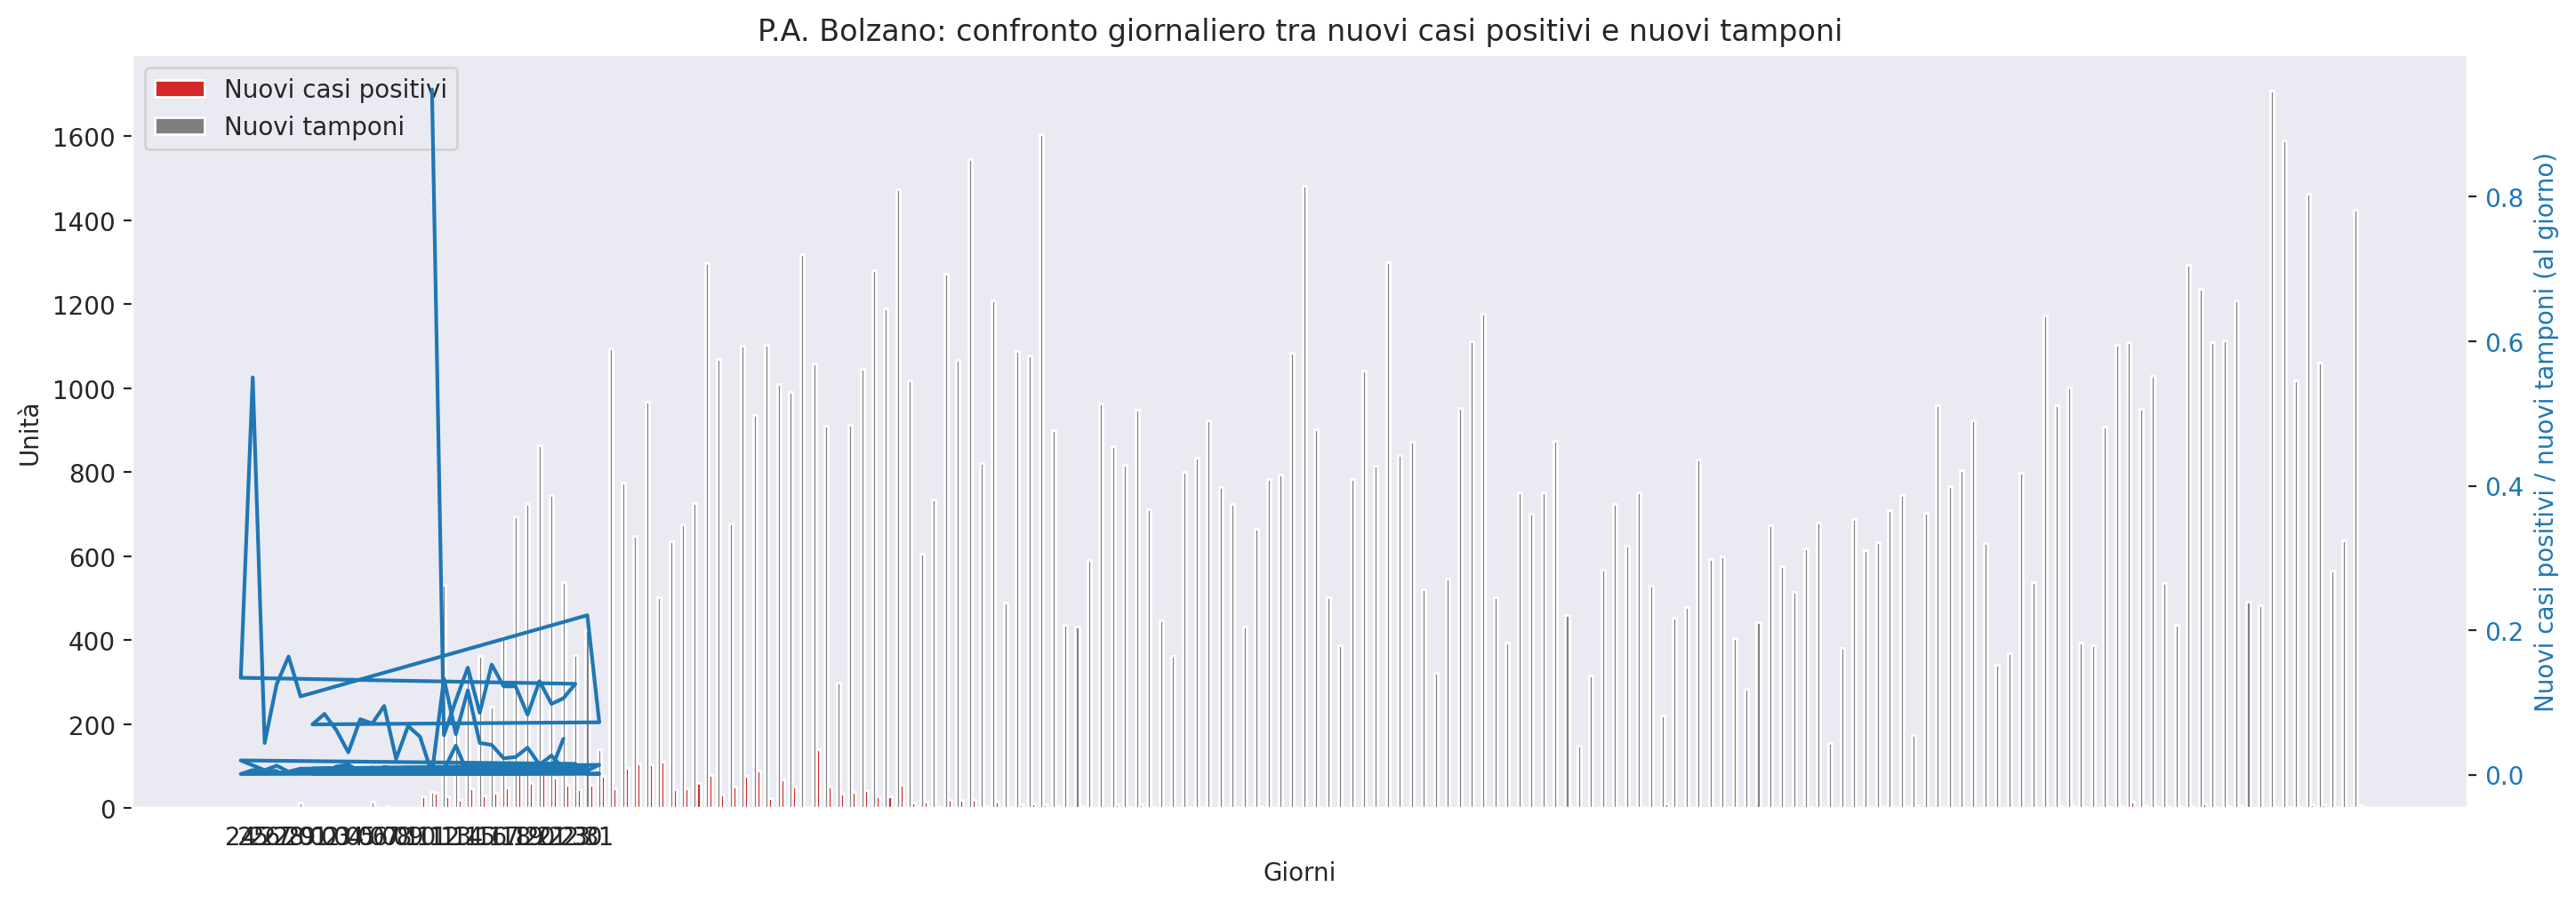 P.A. Bolzano: confronto giornaliero tra nuovi casi positivi e nuovi tamponi
Nuovi casi positivi
Nuovi tamponi
1600
1400
1200
1000
800
600
400
200
0
Unità
0.8
0.6
0.4
0.2
0.0
Nuovi casi positivi / nuovi tamponi (al giorno)
Giorni